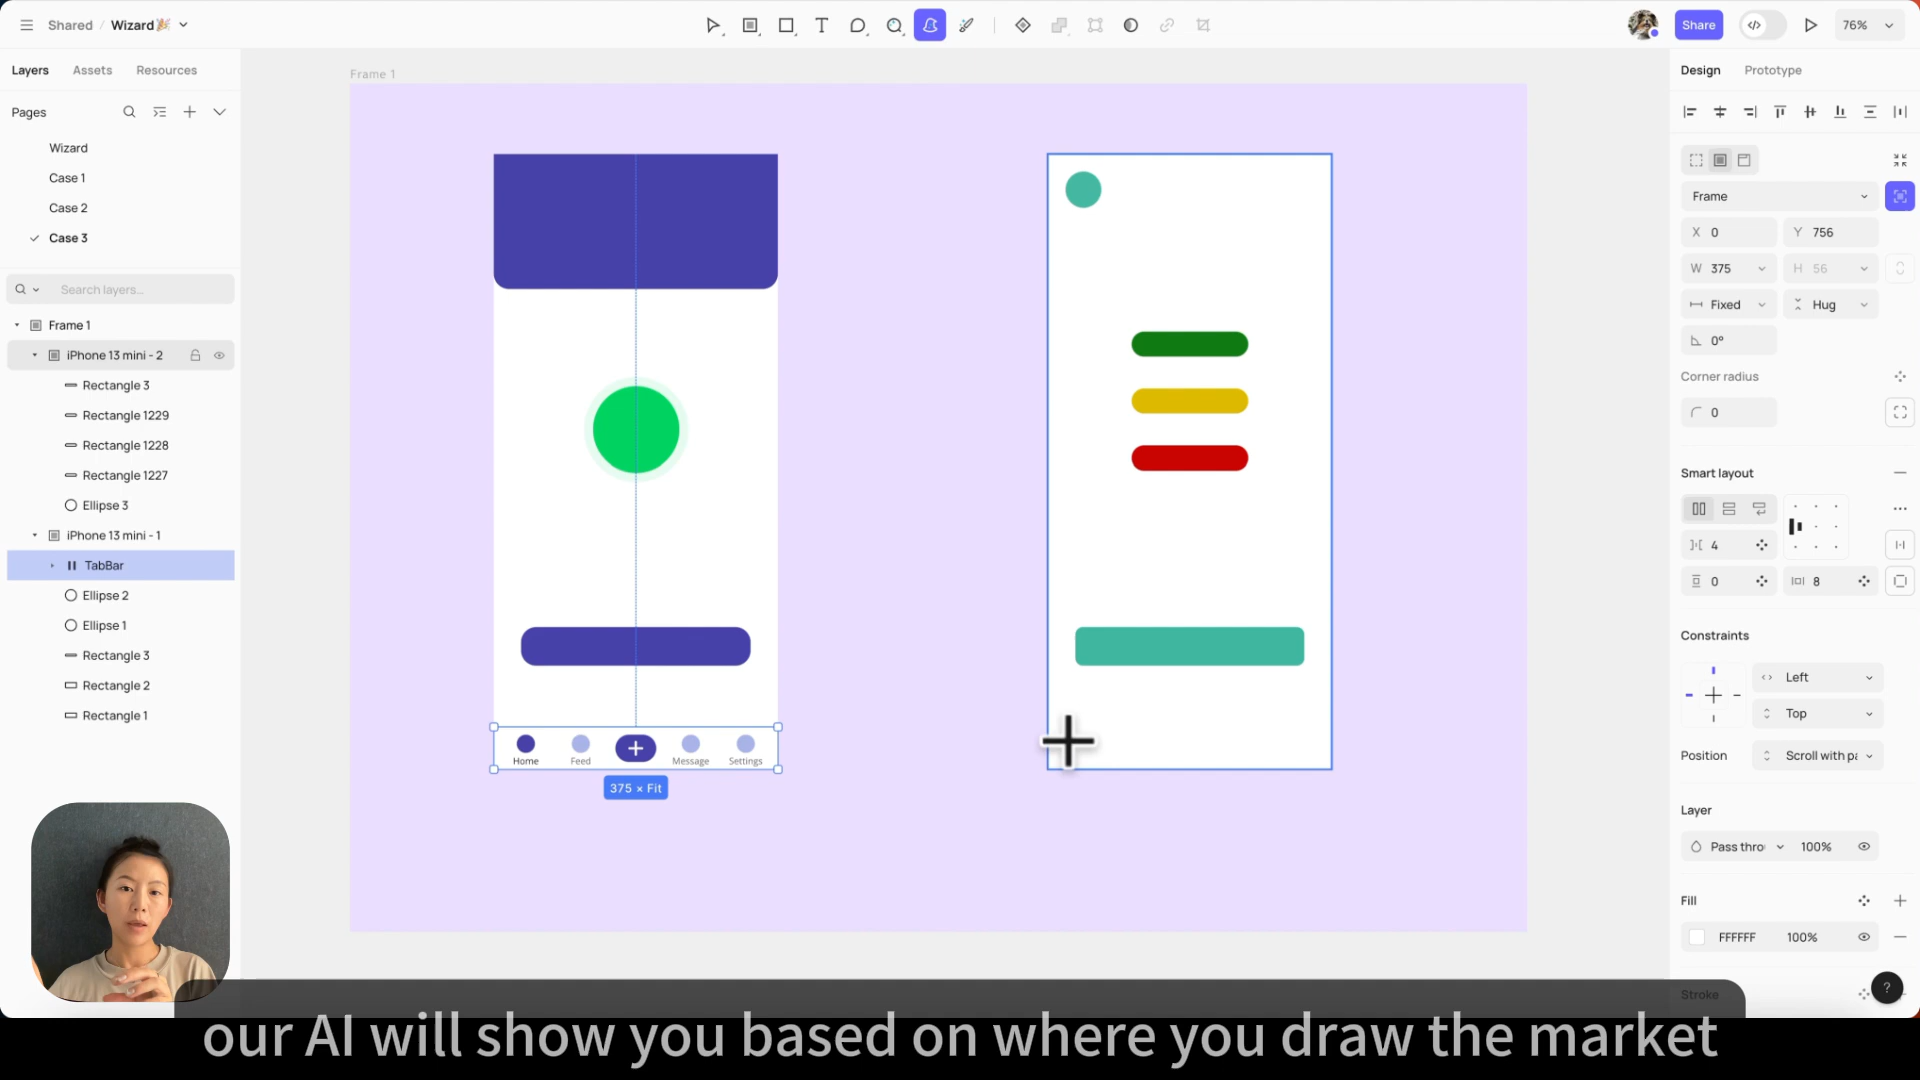 Shared / Wizard🎉
Share
76%
Layers
Assets
Resources
Pages
Wizard
Case 1
Case 2
Case 3
Search layers...
Frame 1
iPhone 13 mini - 2
Rectangle 3
Rectangle 1229
Rectangle 1228
Rectangle 1227
Ellipse 3
iPhone 13 mini - 1
TabBar
Ellipse 2
Ellipse 1
Rectangle 3
Rectangle 2
Rectangle 1
Frame 1
Home
Feed
Message
Settings
375 × Fit
Design
Prototype
Frame
X 0
Y 756
W 375
H 56
Fixed
Hug
0°
Corner radius
0
Smart layout
4
0
8
Constraints
Left
Top
Position
Scroll with pa
Layer
Pass throu
100%
Fill
FFFFFF
100%
Stroke
?
our AI will show you based on where you draw the market